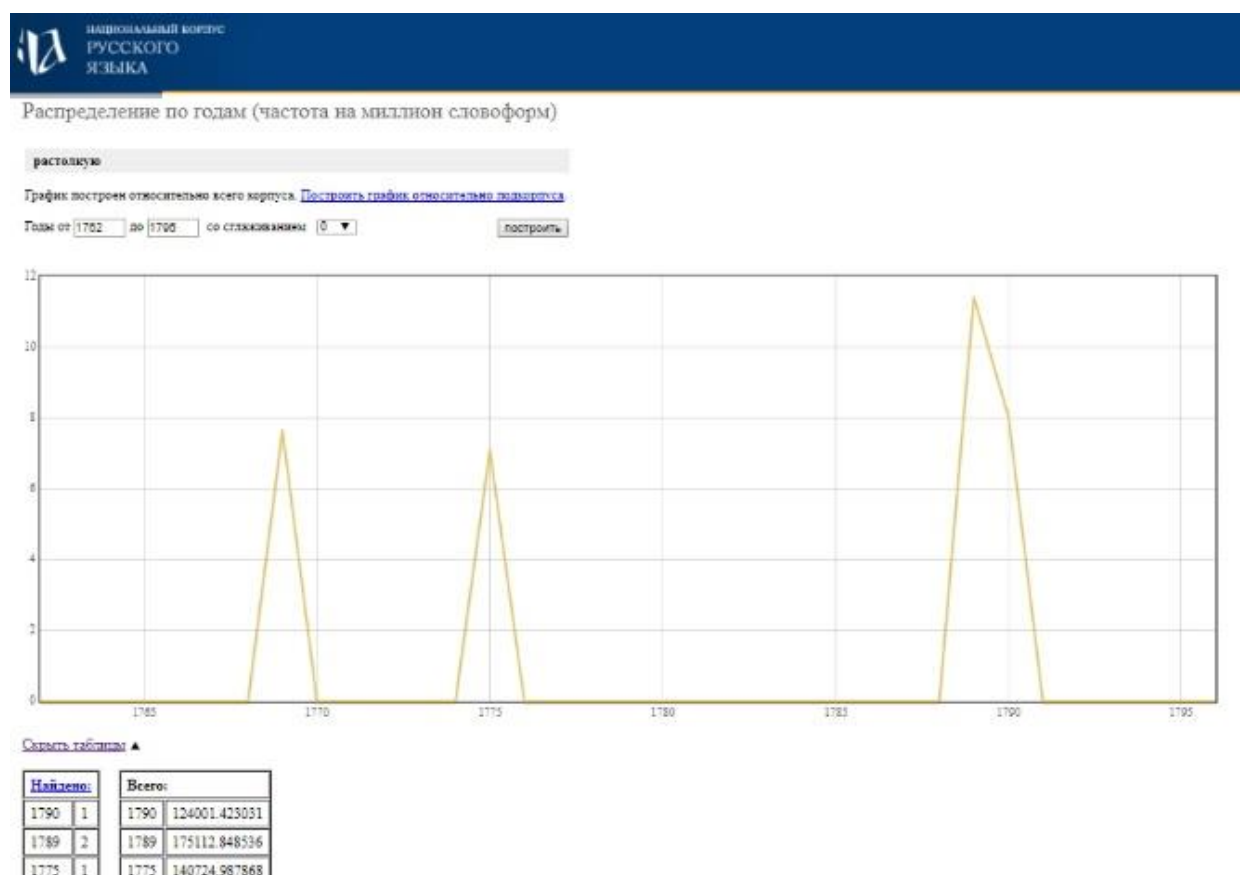 НАЦИОНАЛЬНЫЙ КОРПУС
РУССКОГО
ЯЗЫКА
Распределение по годам (частота на миллион словоформ)
растолкую
График построен относительно всего корпуса. Построить график относительно подкорпуса
Годы от 1762 до 1796 со сглаживанием 0 ▼ построить
12
10
8
6
4
2
0
1765 1770 1775 1780 1785 1790 1795
Скрыть таблицы ▲
Найдено: Всего:
1790 1 1790 124001.423031
1789 2 1789 175112.848536
1775 1 1775 140724.987868